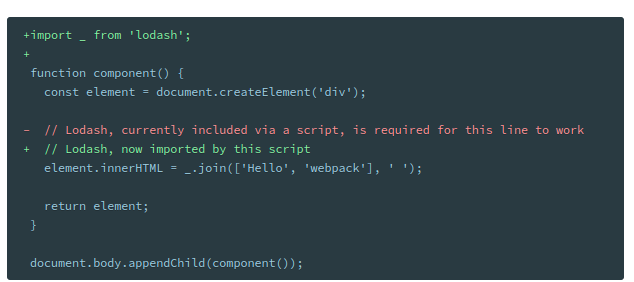 +import _ from 'lodash';
+
 function component() {
   const element = document.createElement('div');

-  // Lodash, currently included via a script, is required for this line to work
+  // Lodash, now imported by this script
   element.innerHTML = _.join(['Hello', 'webpack'], ' ');

   return element;
 }

 document.body.appendChild(component());